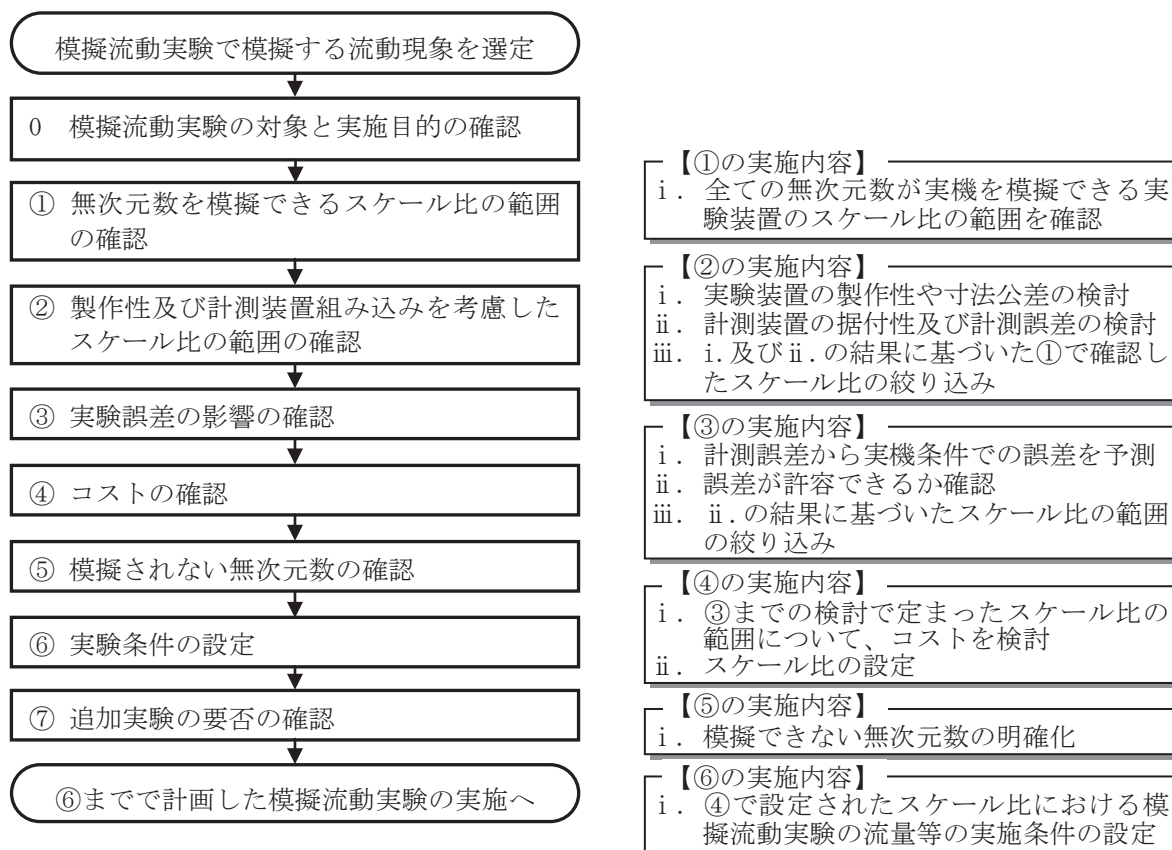 模擬流動実験で模擬する流動現象を選定
0 模擬流動実験の対象と実施目的の確認
① 無次元数を模擬できるスケール比の範囲
の確認
② 製作性及び計測装置組み込みを考慮した
スケール比の範囲の確認
③ 実験誤差の影響の確認
④ コストの確認
⑤ 模擬されない無次元数の確認
⑥ 実験条件の設定
⑦ 追加実験の要否の確認
⑥までで計画した模擬流動実験の実施へ
【①の実施内容】
ⅰ. 全ての無次元数が実機を模擬できる実
験装置のスケール比の範囲を確認
【②の実施内容】
ⅰ. 実験装置の製作性や寸法公差の検討
ⅱ. 計測装置の据付性及び計測誤差の検討
ⅲ. ⅰ.及びⅱ.の結果に基づいた①で確認し
たスケール比の絞り込み
【③の実施内容】
ⅰ. 計測誤差から実機条件での誤差を予測
ⅱ. 誤差が許容できるか確認
ⅲ. ⅱ.の結果に基づいたスケール比の範囲
の絞り込み
【④の実施内容】
ⅰ. ③までの検討で定まったスケール比の
範囲について、コストを検討
ⅱ. スケール比の設定
【⑤の実施内容】
ⅰ. 模擬できない無次元数の明確化
【⑥の実施内容】
ⅰ. ④で設定されたスケール比における模
擬流動実験の流量等の実施条件の設定